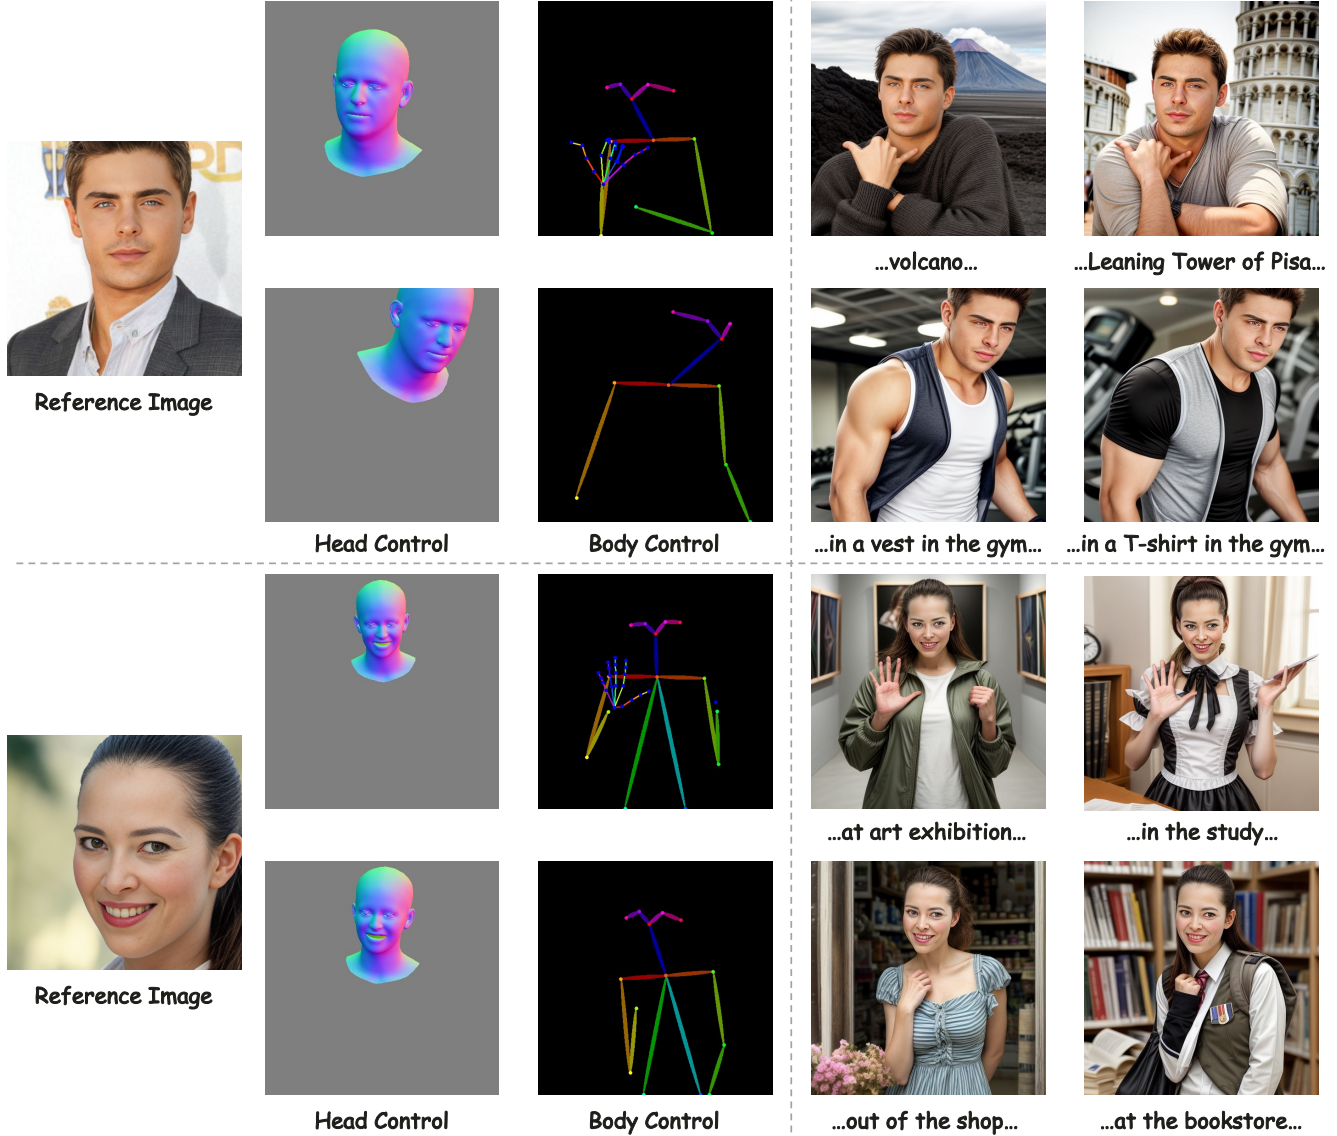 RD
...volcano...
...Leaning Tower of Pisa...
Reference Image
Head Control
Body Control
...in a vest in the gym...
...in a T-shirt in the gym...
...at art exhibition...
...in the study...
Reference Image
Head Control
Body Control
...out of the shop...
...at the bookstore...